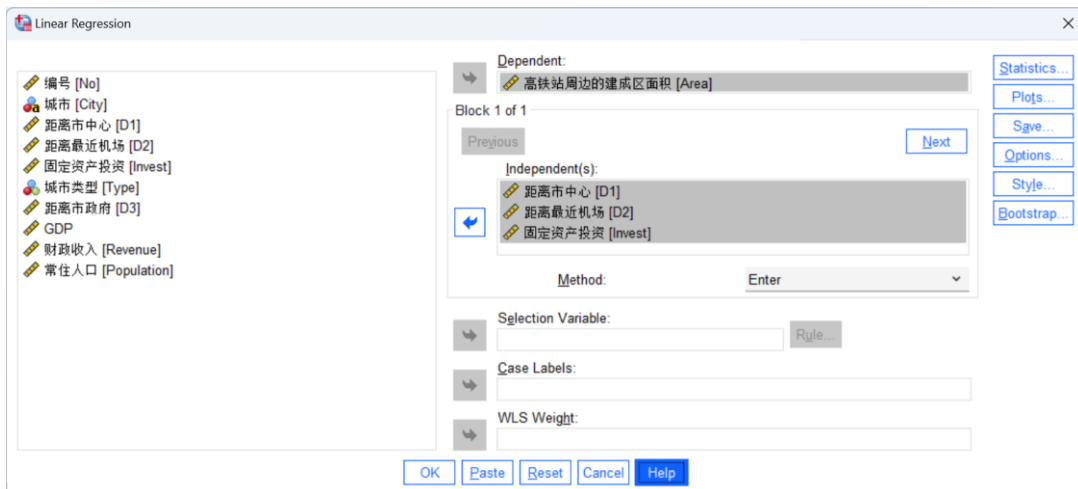 Linear Regression
编号 [No]
城市 [City]
距离市中心 [D1]
距离最近机场 [D2]
固定资产投资 [Invest]
城市类型 [Type]
距离市政府 [D3]
GDP
财政收入 [Revenue]
常住人口 [Population]
Dependent:
高铁站周边的建成区面积 [Area]
Block 1 of 1
Previous
Next
Independent(s):
距离市中心 [D1]
距离最近机场 [D2]
固定资产投资 [Invest]
Method:
Enter
Selection Variable:
Rule...
Case Labels:
WLS Weight:
Statistics...
Plots...
Save...
Options...
Style...
Bootstrap...
OK Paste Reset Cancel Help